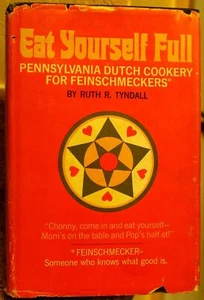 Eat Yourself Full
PENNSYLVANIA DUTCH COOKERY
FOR FEINSCHMECKERS*
BY RUTH R. TYNDALL
"Chonny, come in and eat yourself—
Mom's on the table and Pop's half et!"
*FEINSCHMECKER-
Someone who knows what good is.